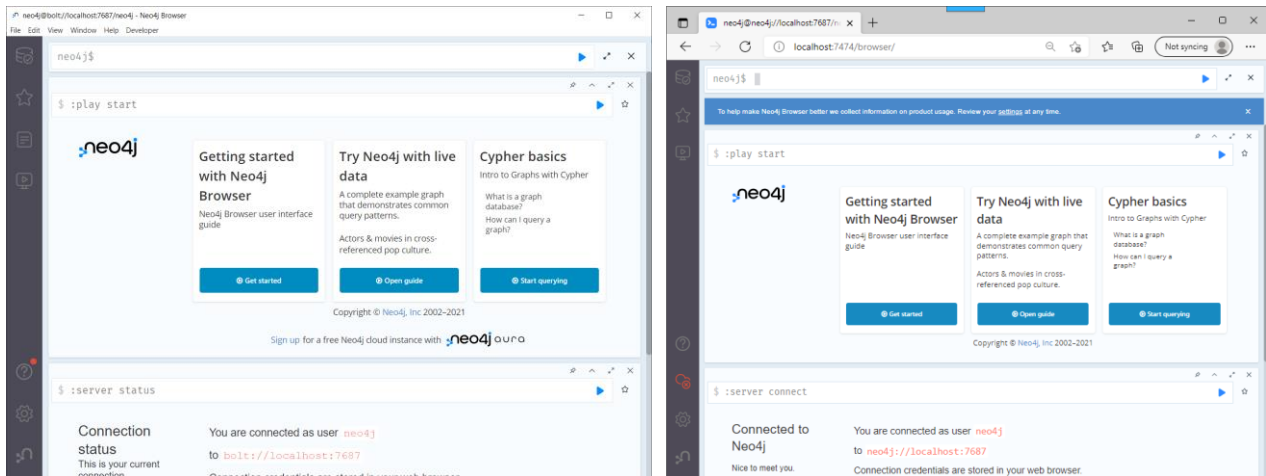 neo4j@bolt://localhost:7687/neo4j - Neo4j Browser
File Edit View Window Help Developer
neo4j$
$ :play start
neo4j
Getting started
with Neo4j
Browser
Neo4j Browser user interface
guide
Get started
Try Neo4j with live
data
A complete example graph
that demonstrates common
query patterns.
Actors & movies in cross-
referenced pop culture.
Open guide
Cypher basics
Intro to Graphs with Cypher
What is a graph
database?
How can I query a
graph?
Start querying
Copyright © Neo4j, Inc 2002–2021
Sign up for a free Neo4j cloud instance with neo4j aura
$ :server status
Connection
status
This is your current
connection
You are connected as user neo4j
to bolt://localhost:7687
Connection credentials are stored in your web browser.
neo4j@neo4j://localhost:7687/n
localhost:7474/browser/
Not syncing
neo4j$
To help make Neo4j Browser better we collect information on product usage. Review your settings at any time.
$ :play start
neo4j
Getting started
with Neo4j Browser
Neo4j Browser user interface
guide
Get started
Try Neo4j with live
data
A complete example graph that
demonstrates common query
patterns.
Actors & movies in cross-
referenced pop culture.
Open guide
Cypher basics
Intro to Graphs with Cypher
What is a graph
database?
How can I query a
graph?
Start querying
Copyright © Neo4j, Inc 2002–2021
$ :server connect
Connected to
Neo4j
Nice to meet you.
You are connected as user neo4j
to neo4j://localhost:7687
Connection credentials are stored in your web browser.